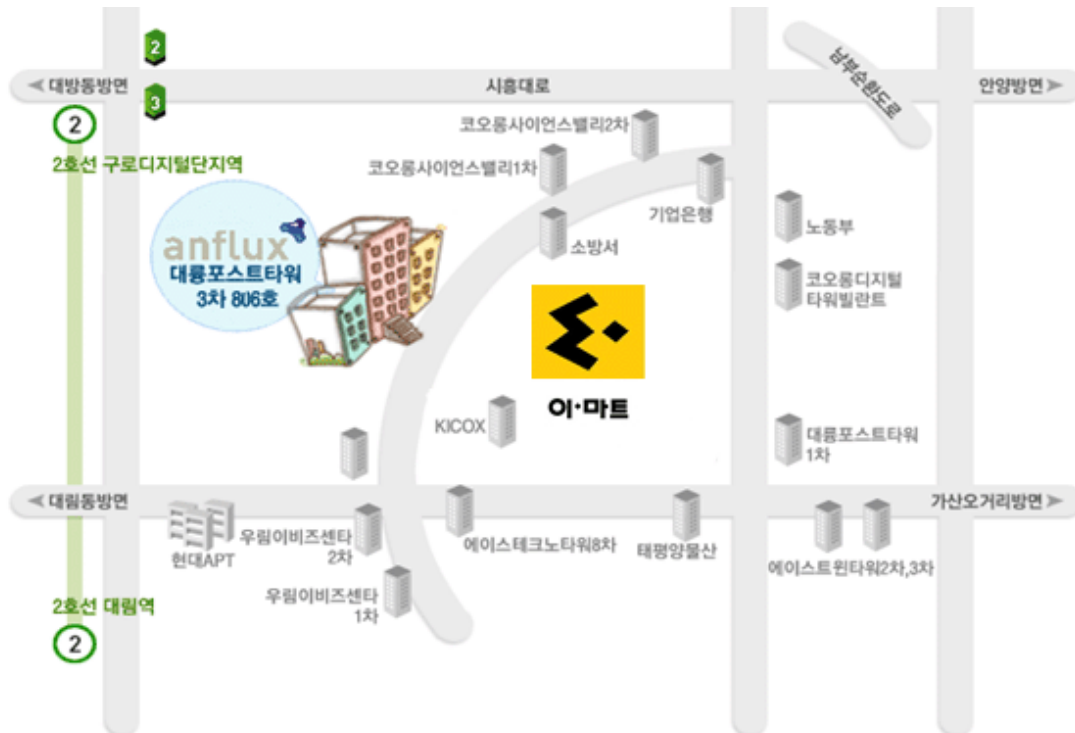 2
대방동방면
시흥대로
남부순환도로
안양방면
3
2
2호선 구로디지털단지역
코오롱사이언스밸리2차
코오롱사이언스밸리1차
기업은행
노동부
소방서
anflux
대륭포스트타워
3차 806호
코오롱디지털
타워빌란트
이·마트
KICOX
대륭포스트타워
1차
대림동방면
가산오거리방면
현대APT
우림이비즈센타
2차
에이스테크노타워8차
태평양물산
에이스트윈타워2차,3차
우림이비즈센타
1차
2호선 대림역
2